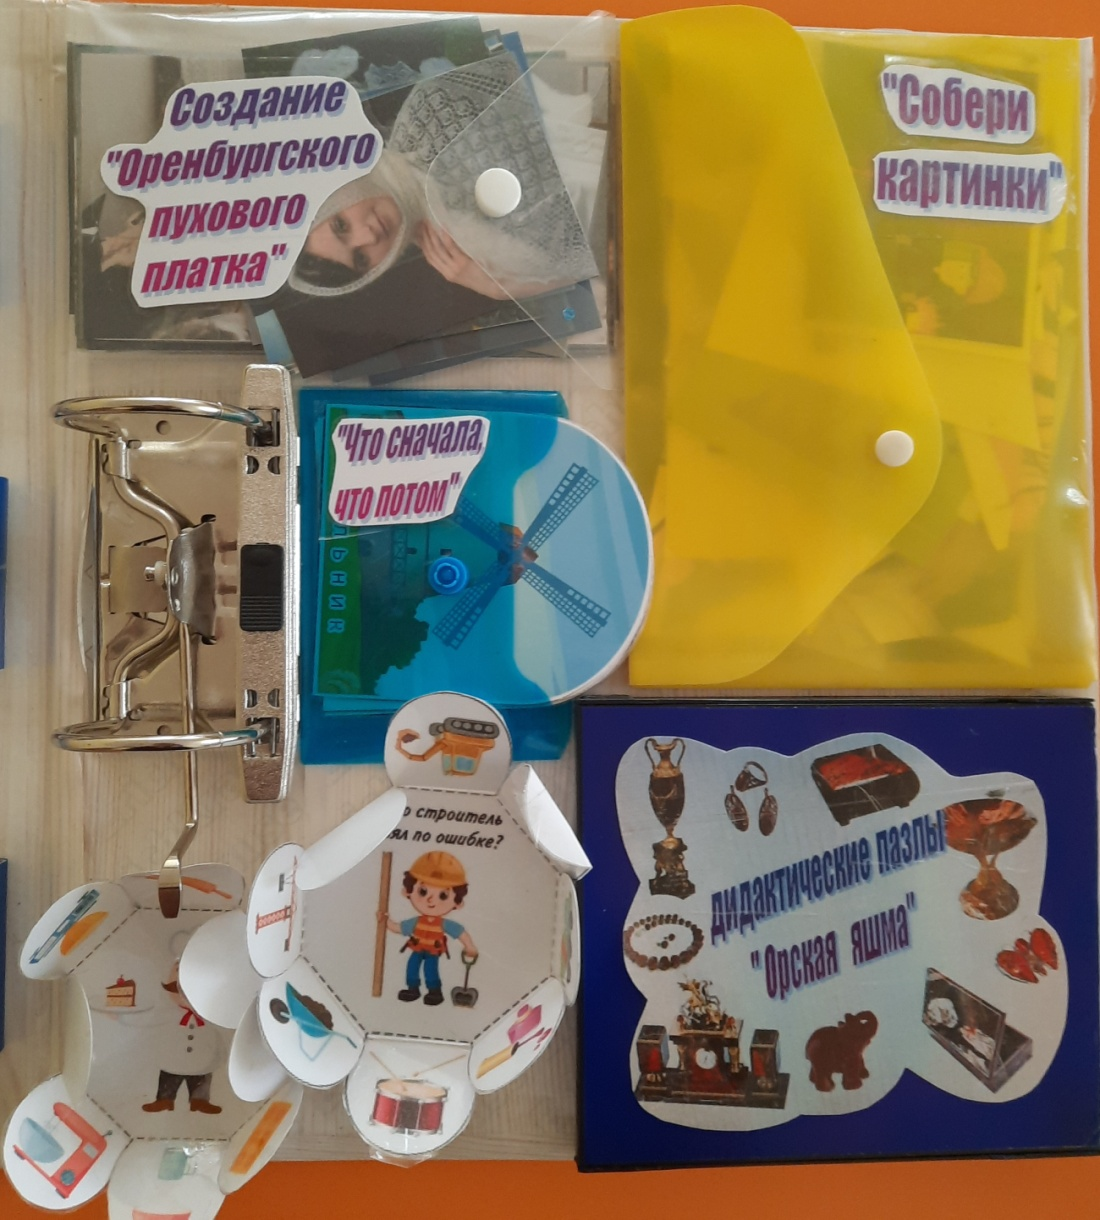 Создание
"Оренбургского
пухового
платка"
"Собери
картинки"
"Что сначала,
что потом"
строитель
по ошибке?
дидактические пазлы
"Орская яшма"